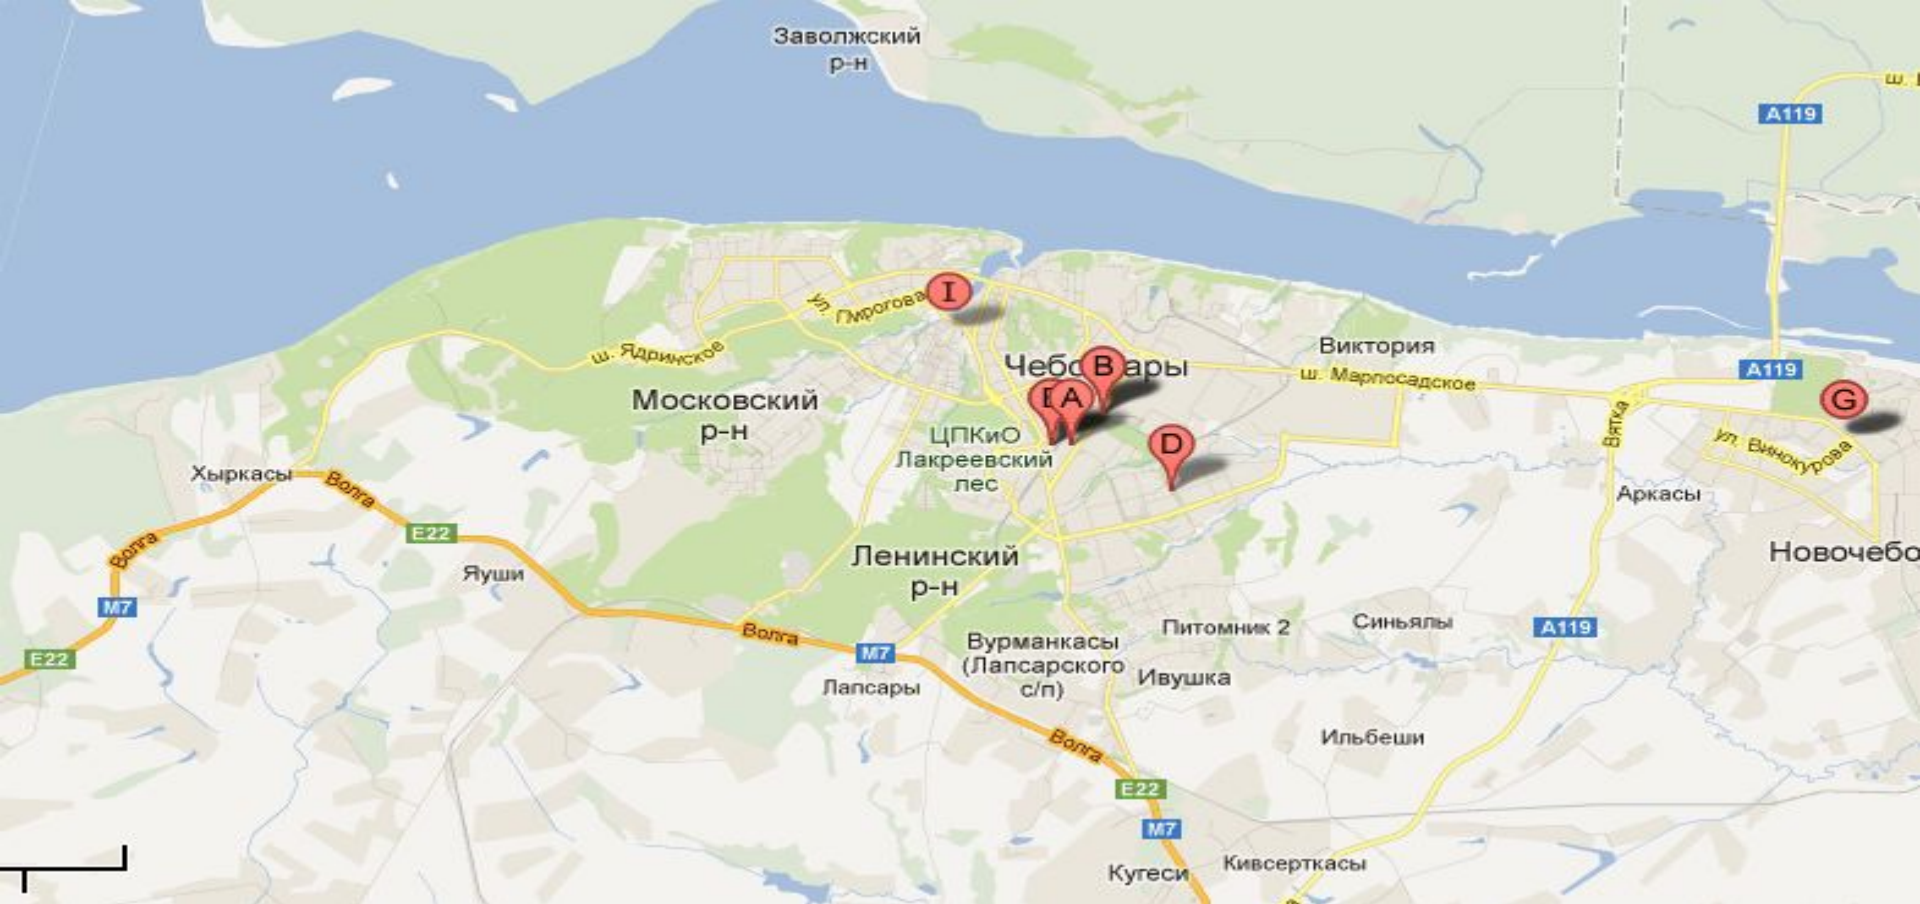 Заволжский
р-н
A119
ш.
I
ул. Пирогова
ш. Ядринское
Чебо
ары
B
A
D
Виктория
ш. Марпосадское
A119
G
Вятка
ул. Винокурова
Московский
р-н
ЦПКиО
Лакреевский
лес
Хыркасы
Волга
E22
Аркасы
Новочебо
Волга
Яуши
M7
E22
Ленинский
р-н
Волга
M7
Лапсары
Вурманкасы
(Лапсарского
с/п)
Питомник 2
Синьялы
A119
Ивушка
Ильбеши
Волга
E22
M7
Кугеси
Кивсерткасы